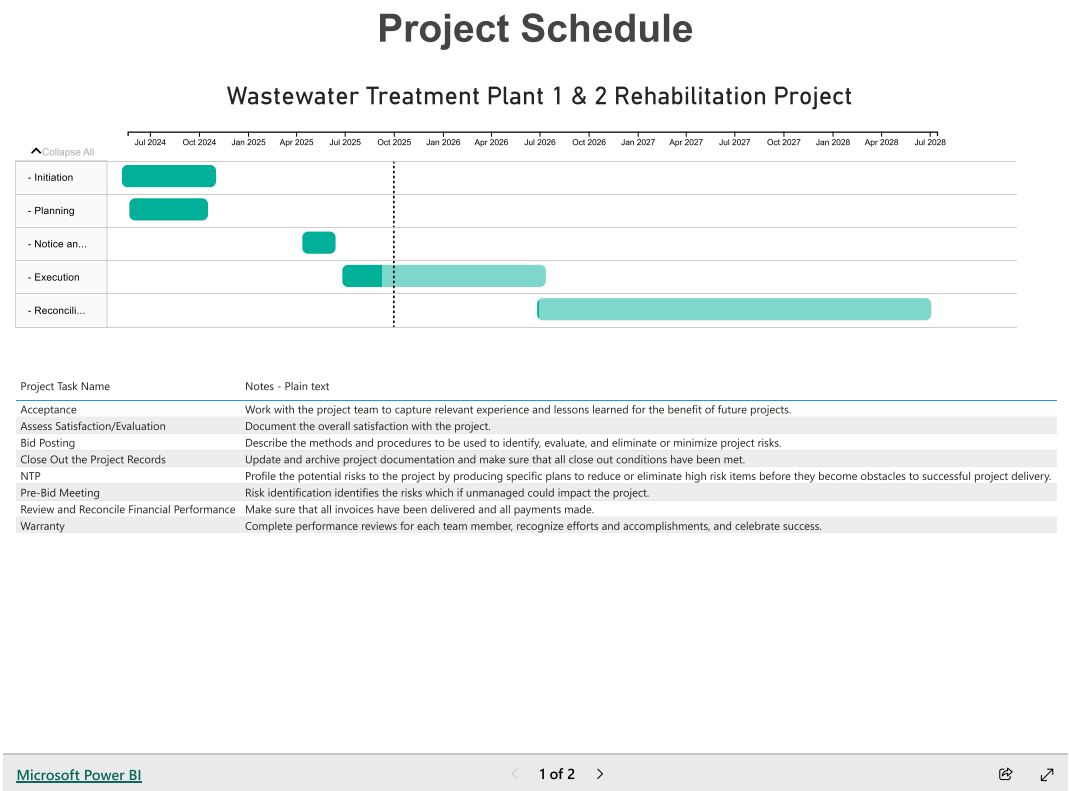 Project Schedule
Wastewater Treatment Plant 1 & 2 Rehabilitation Project
Jul 2024 Oct 2024 Jan 2025 Apr 2025 Jul 2025 Oct 2025 Jan 2026 Apr 2026 Jul 2026 Oct 2026 Jan 2027 Apr 2027 Jul 2027 Oct 2027 Jan 2028 Apr 2028 Jul 2028
Collapse All
- Initiation
- Planning
- Notice an...
- Execution
- Reconcili...
Project Task Name Notes - Plain text
Acceptance Work with the project team to capture relevant experience and lessons learned for the benefit of future projects.
Assess Satisfaction/Evaluation Document the overall satisfaction with the project.
Bid Posting Describe the methods and procedures to be used to identify, evaluate, and eliminate or minimize project risks.
Close Out the Project Records Update and archive project documentation and make sure that all close out conditions have been met.
NTP Profile the potential risks to the project by producing specific plans to reduce or eliminate high risk items before they become obstacles to successful project delivery.
Pre-Bid Meeting Risk identification identifies the risks which if unmanaged could impact the project.
Review and Reconcile Financial Performance Make sure that all invoices have been delivered and all payments made.
Warranty Complete performance reviews for each team member, recognize efforts and accomplishments, and celebrate success.
Microsoft Power BI 1 of 2